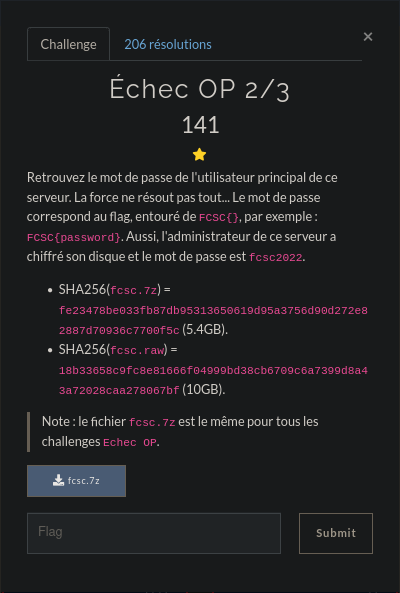 Challenge 206 résolutions ×
Échec OP 2/3
141
Retrouvez le mot de passe de l'utilisateur principal de ce
serveur. La force ne résout pas tout... Le mot de passe
correspond au flag, entouré de FCSC{}, par exemple :
FCSC{password}. Aussi, l'administrateur de ce serveur a
chiffré son disque et le mot de passe est fcsc2022.
• SHA256(fcsc.7z) =
fe23478be033fb87db95313650619d95a3756d90d272e8
2887d70936c7700f5c (5.4GB).
• SHA256(fcsc.raw) =
18b33658c9fc8e81666f04999bd38cb6709c6a7399d8a4
3a72028caa278067bf (10GB).
Note : le fichier fcsc.7z est le même pour tous les
challenges Echec OP.
fcsc.7z
Flag Submit